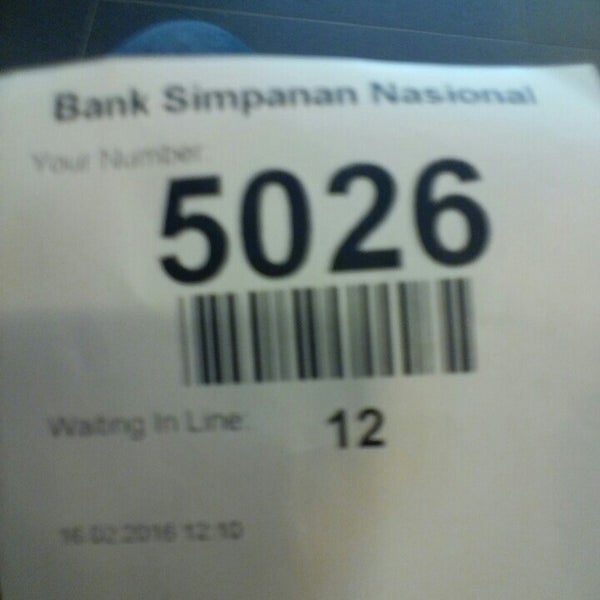 Bank Simpanan Nasional
Your Number:
5026
Waiting In Line:
12
16.02.2016 12:10